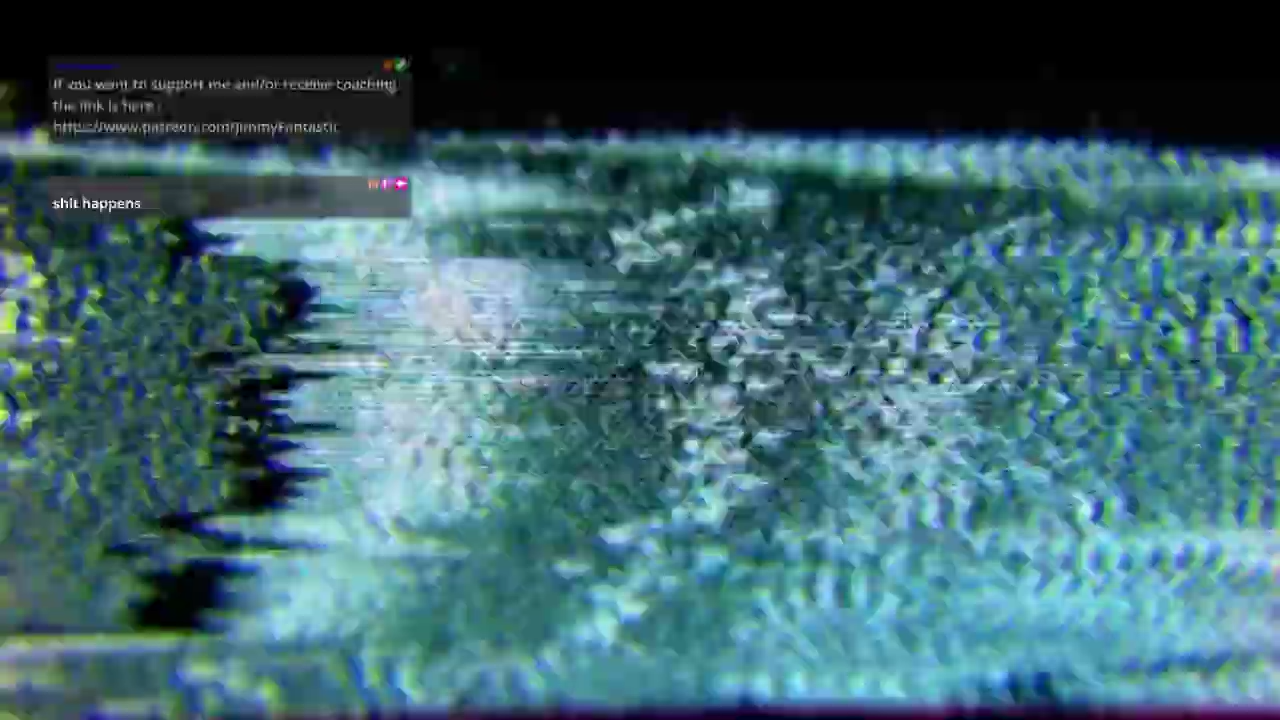 If you want to support me and/or receive coaching
the link is here:
https://www.patreon.com/JimmyFantastic
shit happens